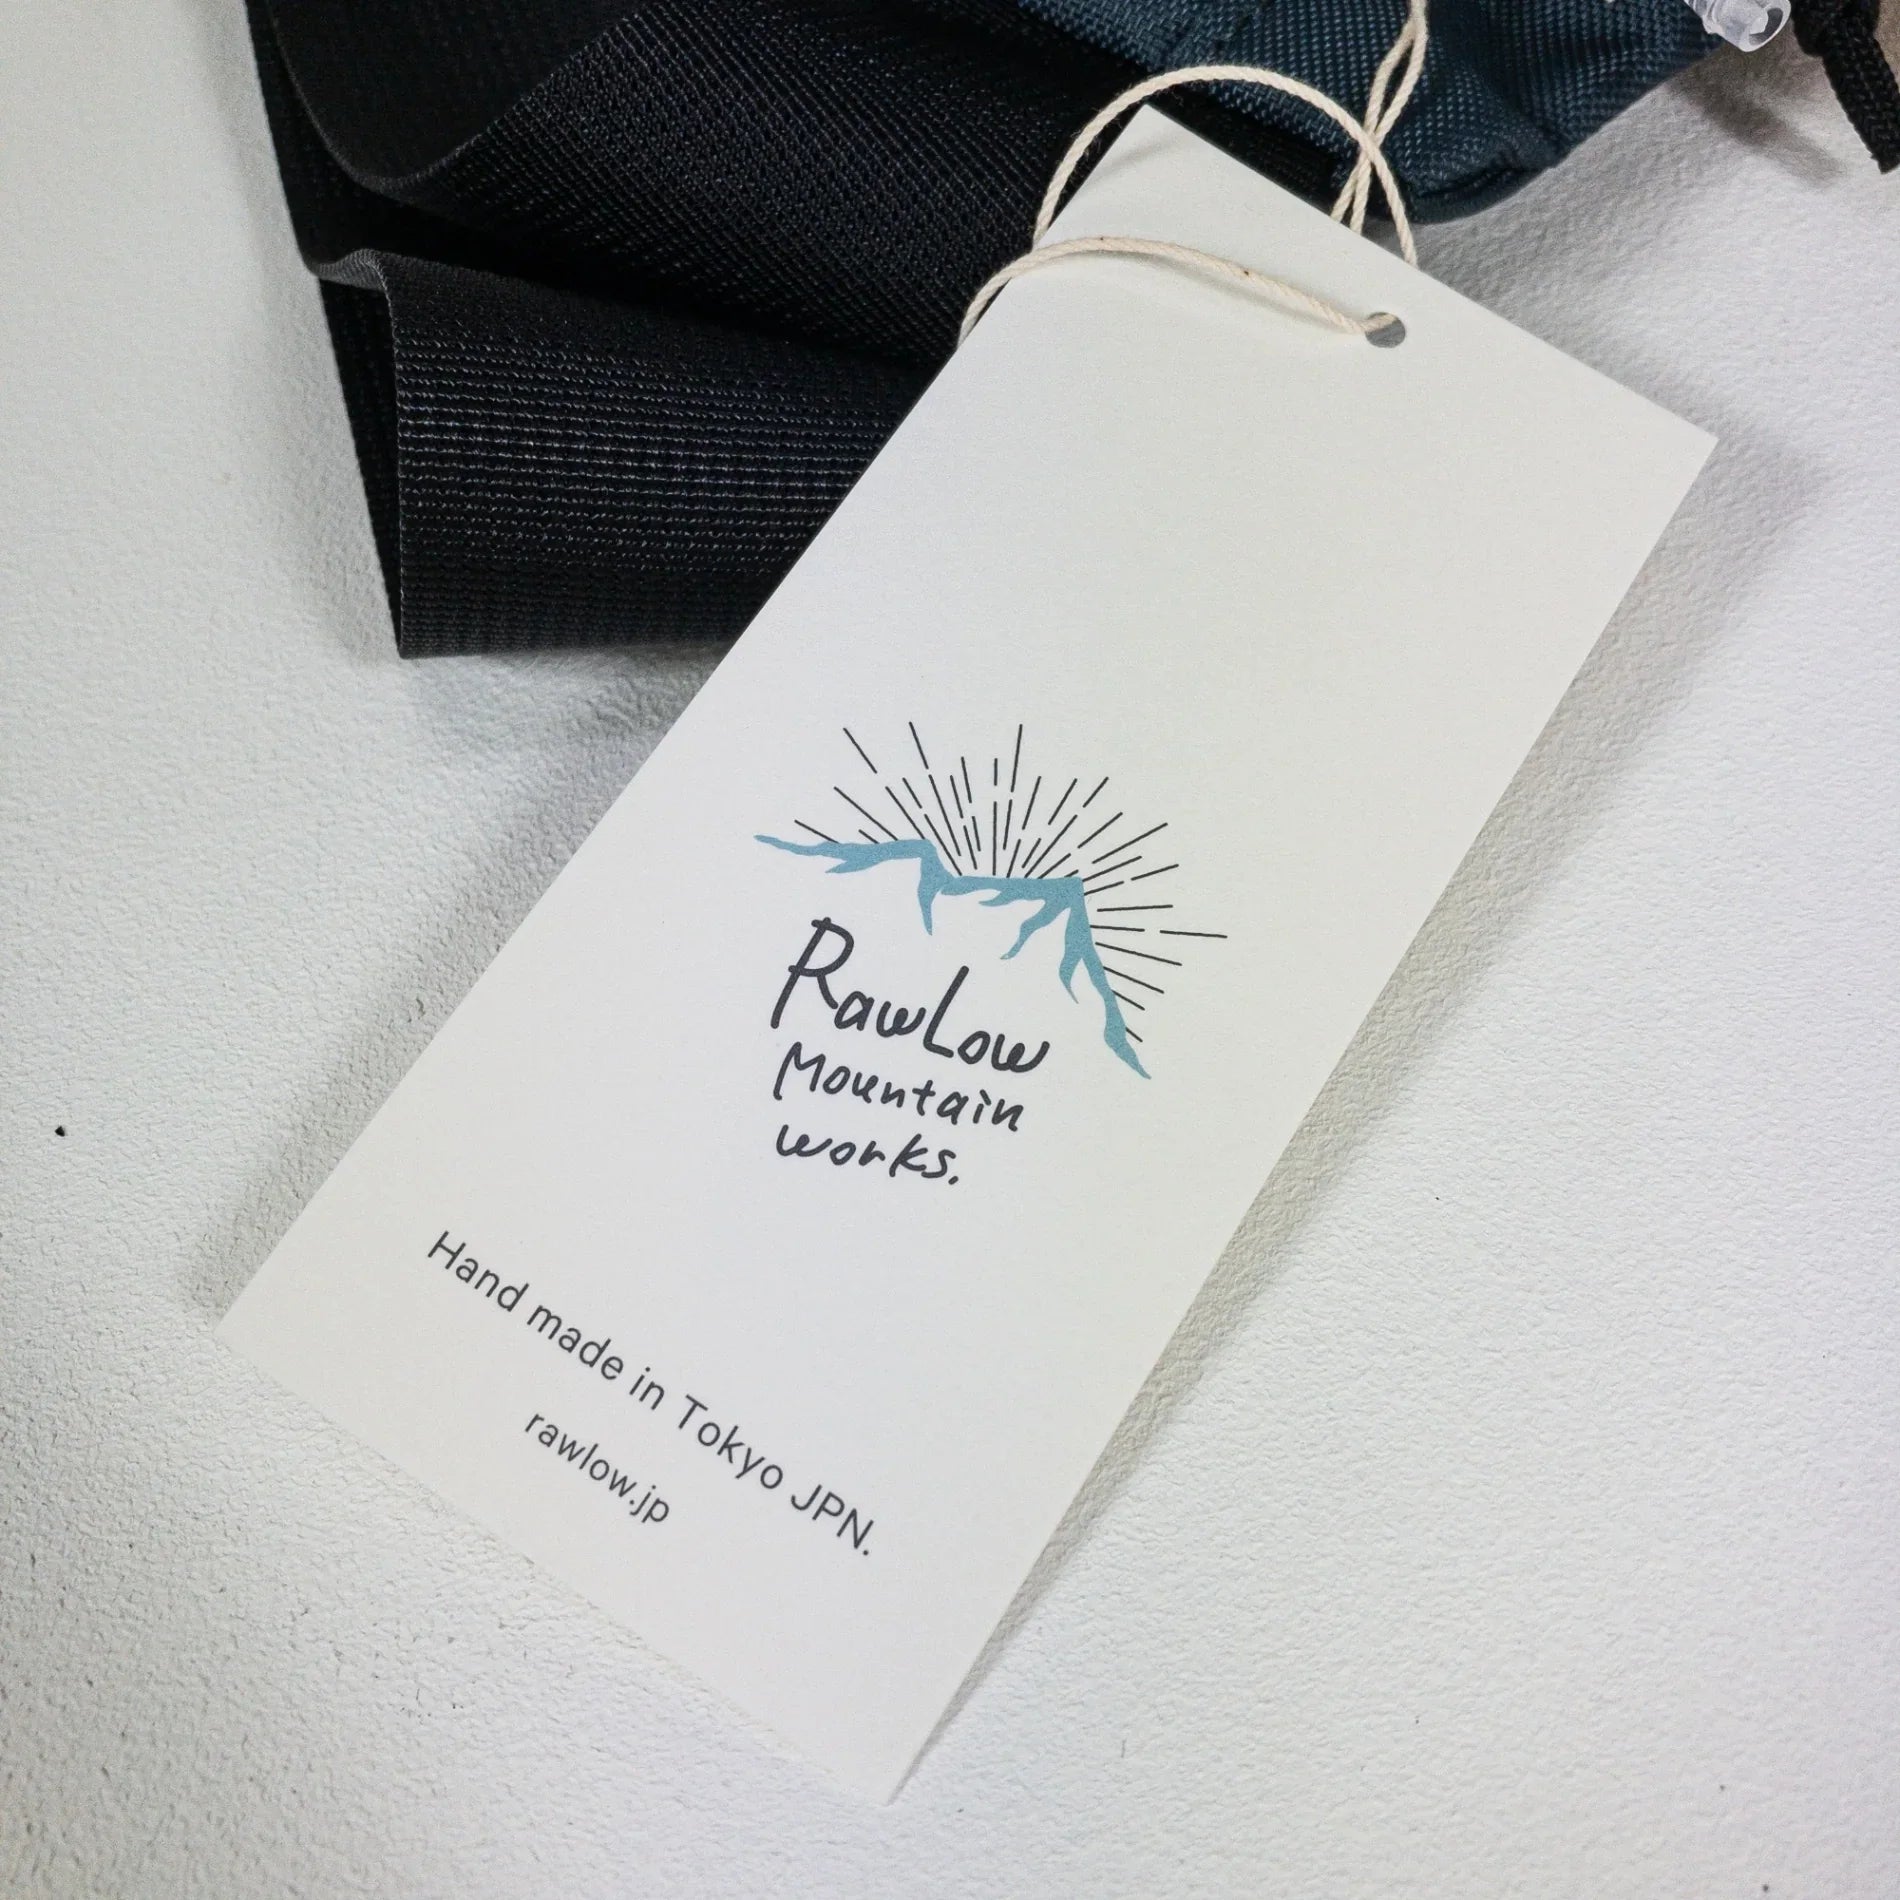 RawLow
Mountain
works.
Hand made in Tokyo JPN.
rawlow.jp